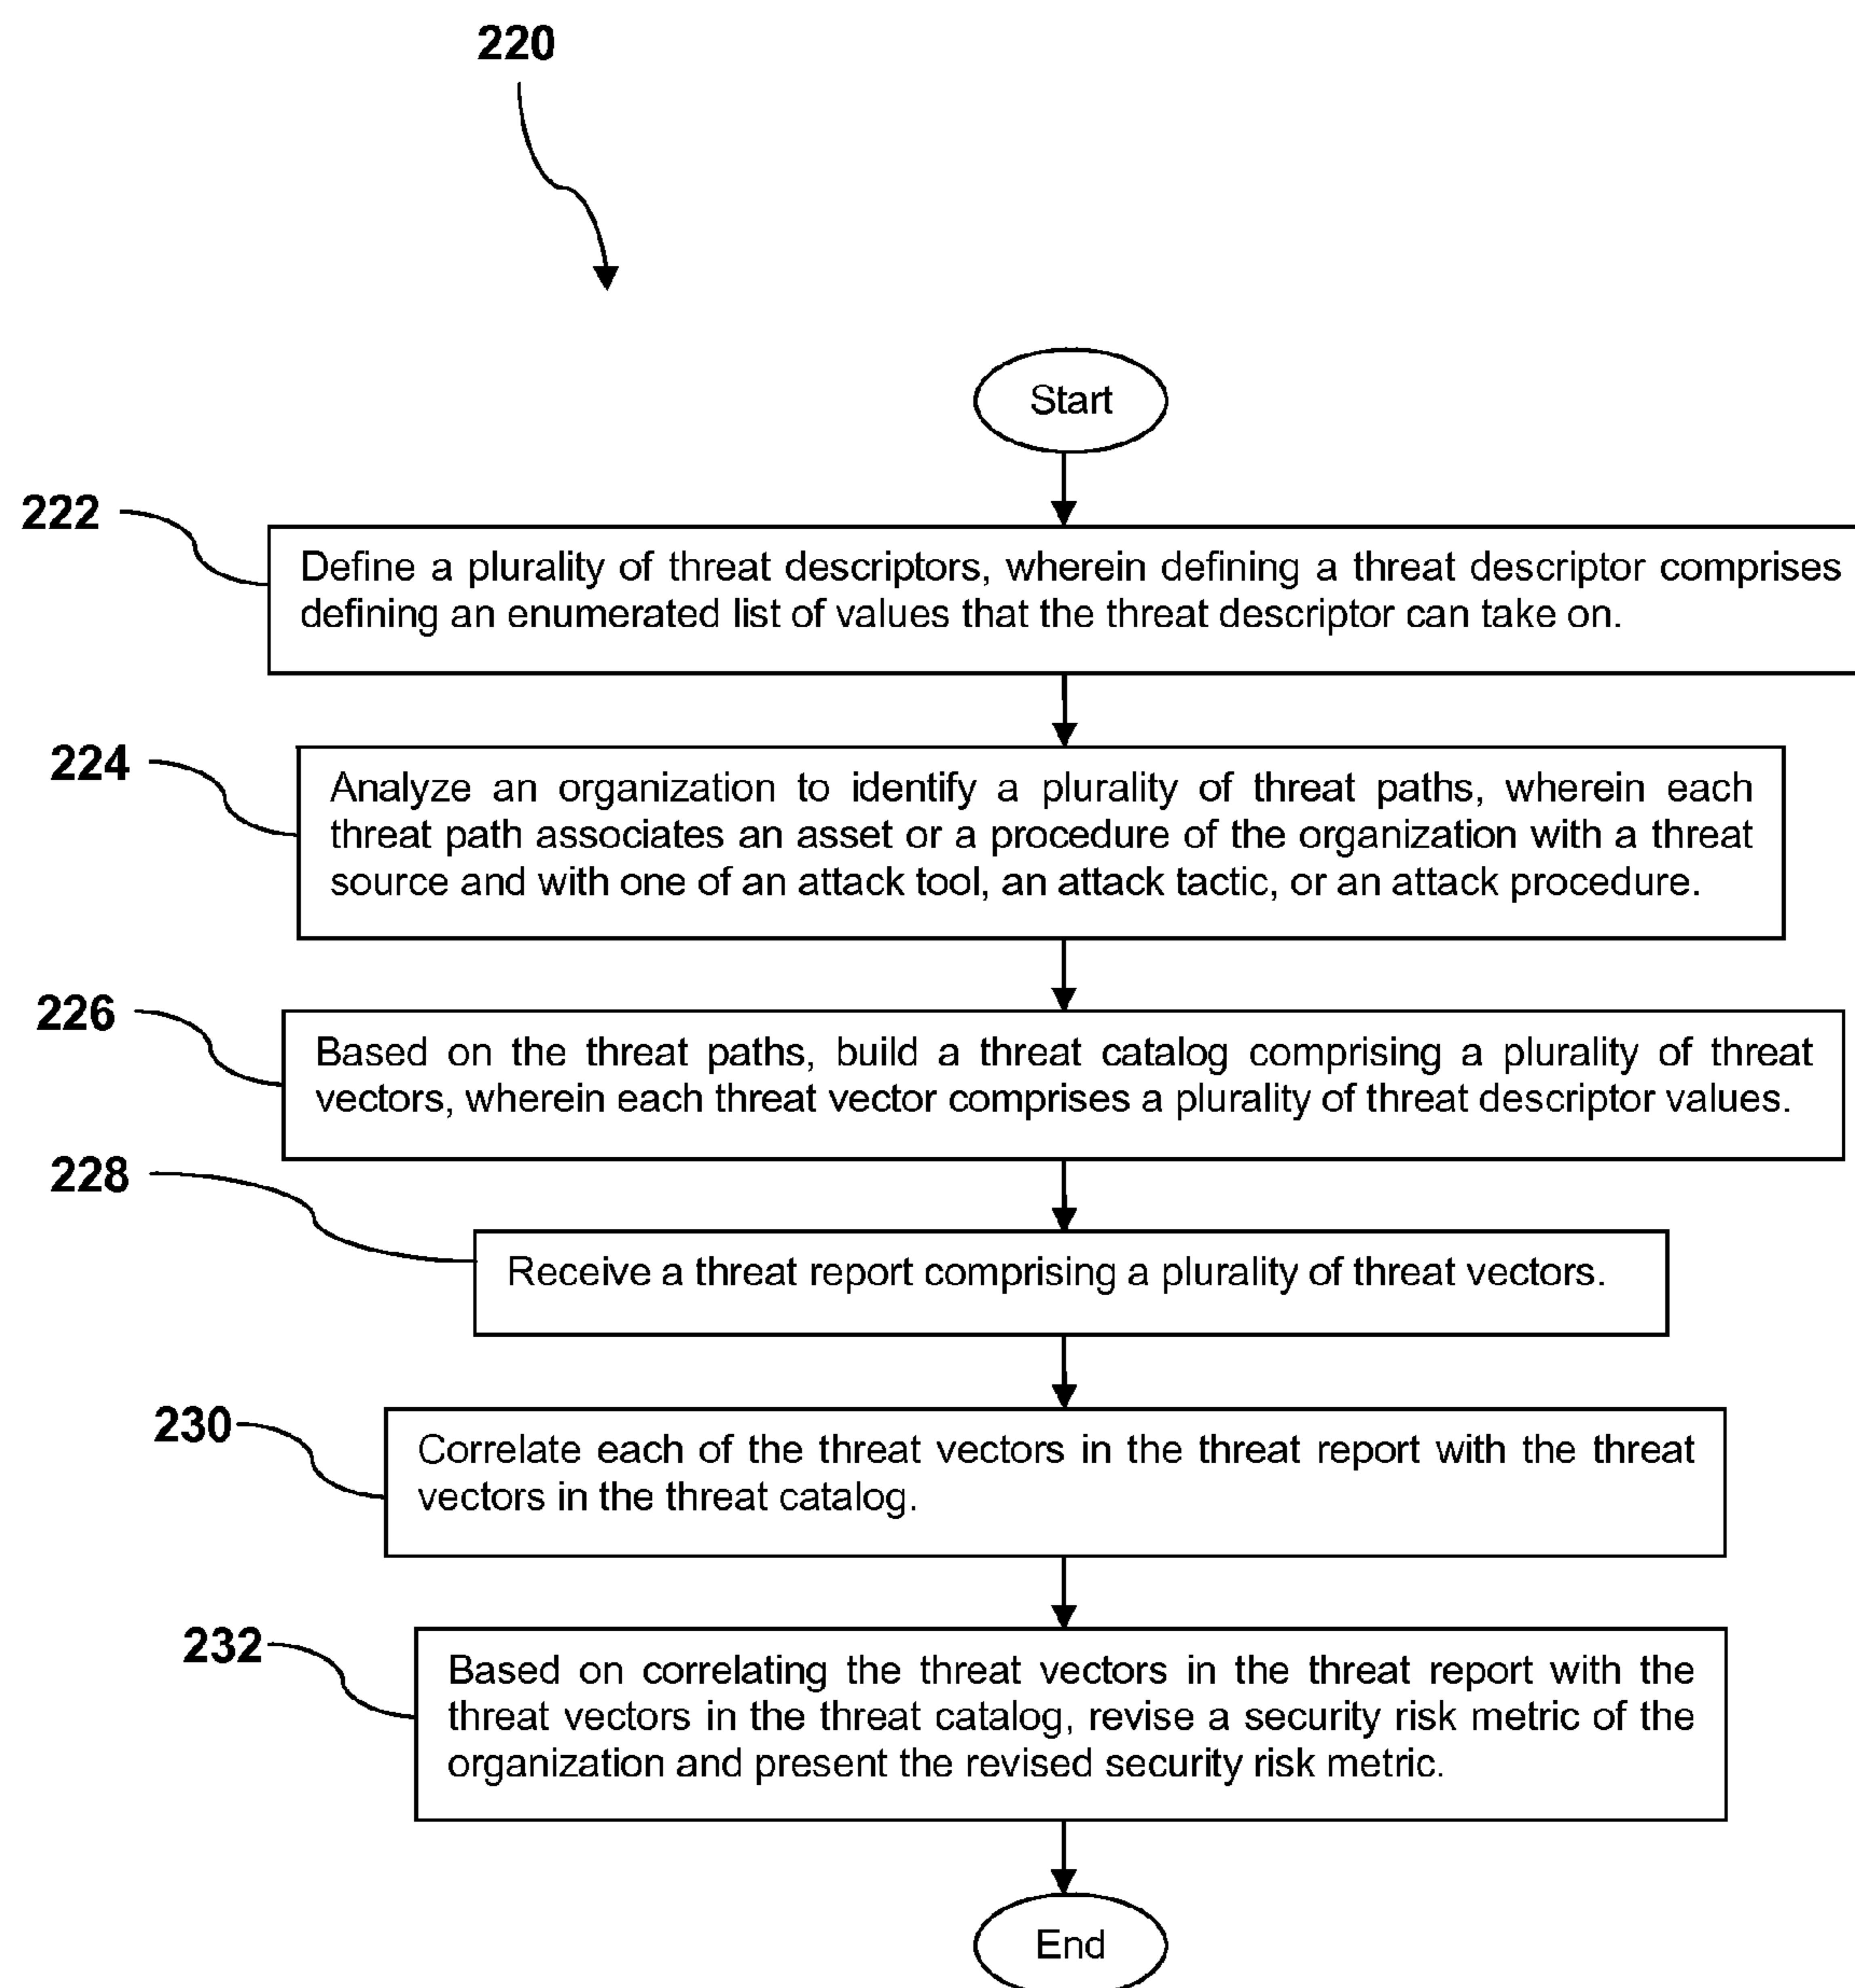 220
Start
222
Define a plurality of threat descriptors, wherein defining a threat descriptor comprises
defining an enumerated list of values that the threat descriptor can take on.
224
Analyze an organization to identify a plurality of threat paths, wherein each
threat path associates an asset or a procedure of the organization with a threat
source and with one of an attack tool, an attack tactic, or an attack procedure.
226
Based on the threat paths, build a threat catalog comprising a plurality of threat
vectors, wherein each threat vector comprises a plurality of threat descriptor values.
228
Receive a threat report comprising a plurality of threat vectors.
230
Correlate each of the threat vectors in the threat report with the threat
vectors in the threat catalog.
232
Based on correlating the threat vectors in the threat report with the
threat vectors in the threat catalog, revise a security risk metric of the
organization and present the revised security risk metric.
End